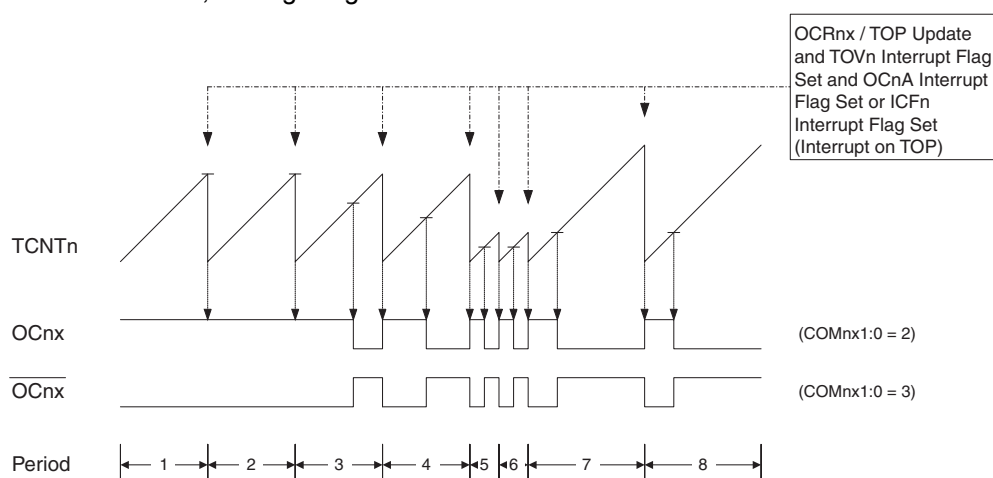 OCRnx / TOP Update
and TOVn Interrupt Flag
Set and OCnA Interrupt
Flag Set or ICFn
Interrupt Flag Set
(Interrupt on TOP)
TCNTn
OCnx
(COMnx1:0 = 2)
OCnx
(COMnx1:0 = 3)
Period
1
2
3
4
5
6
7
8